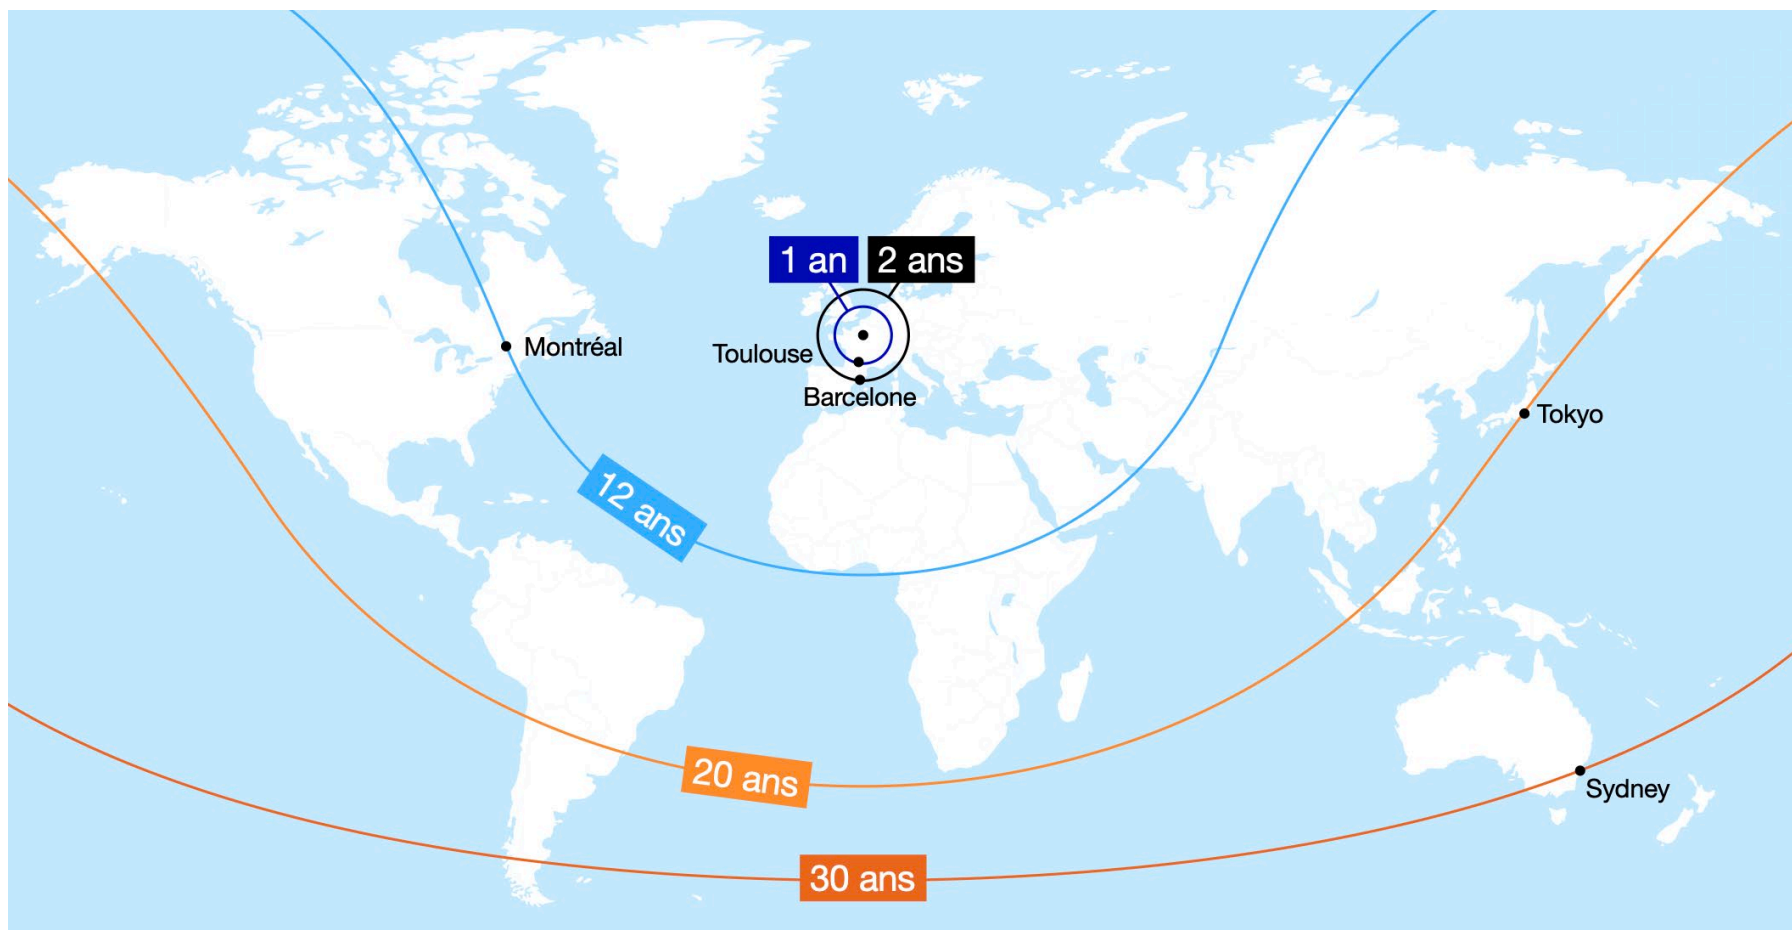 1 an
2 ans
Montréal
Toulouse
Barcelone
Tokyo
12 ans
20 ans
Sydney
30 ans